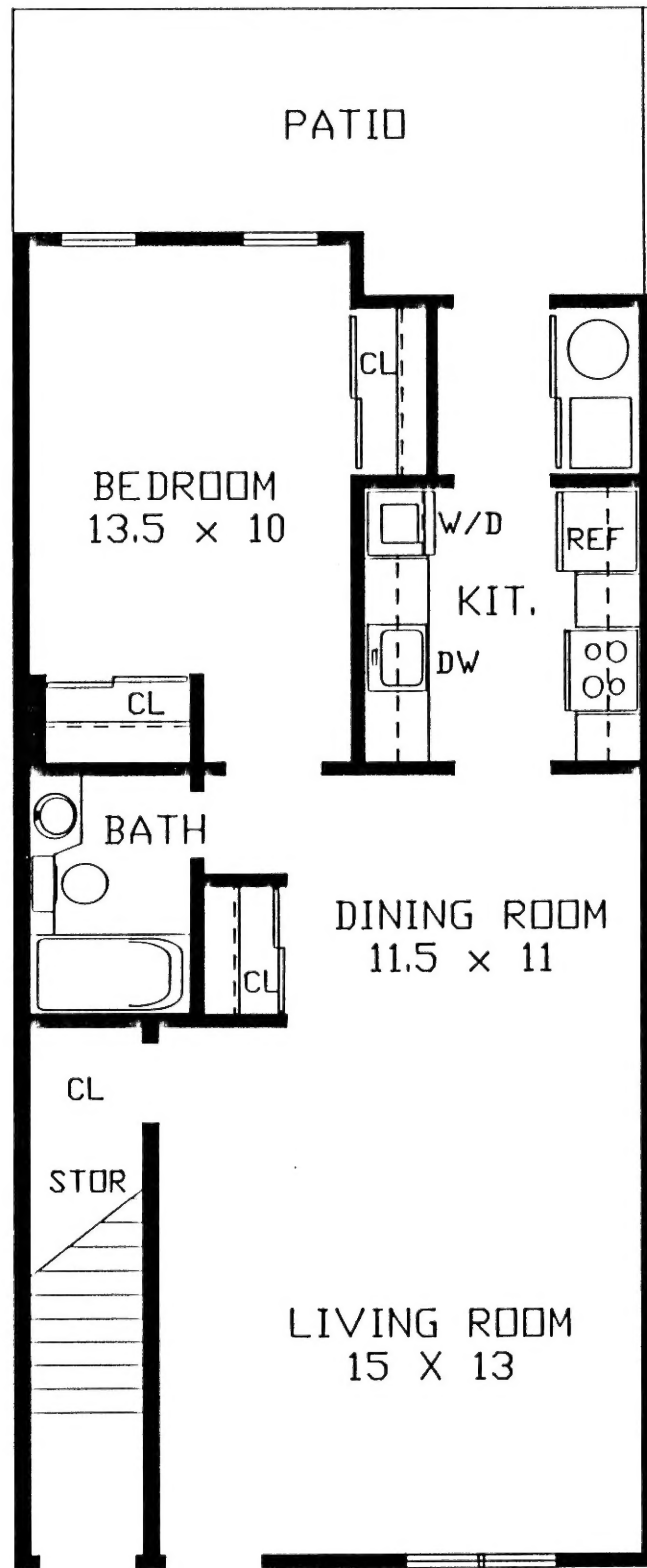 PATIO
CL
BEDROOM
13.5 x 10
W/D
REF
KIT.
DW
CL
BATH
DINING ROOM
11.5 x 11
CL
CL
STOR
LIVING ROOM
15 X 13